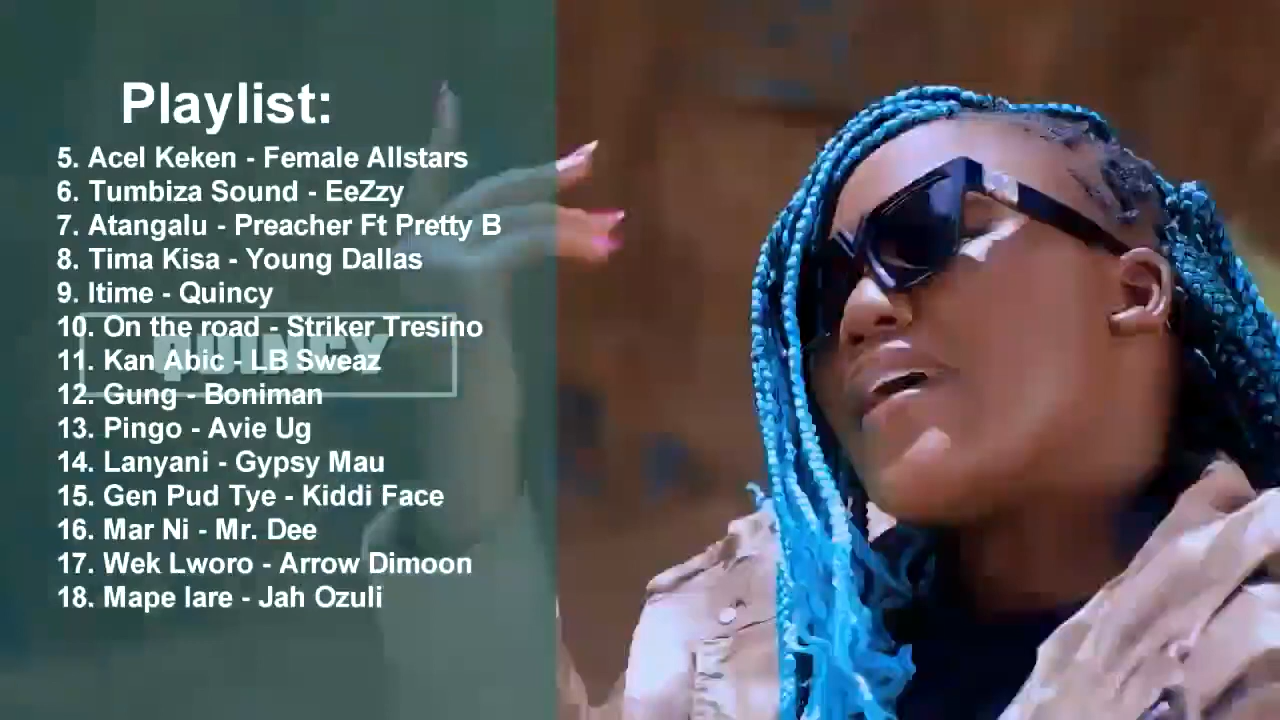 Playlist:
5. Acel Keken - Female Allstars
6. Tumbiza Sound - EeZzy
7. Atangalu - Preacher Ft Pretty B
8. Tima Kisa - Young Dallas
9. Itime - Quincy
10. On the road - Striker Tresino
11. Kan Abic - LB Sweaz
QUINCY
12. Gung - Boniman
13. Pingo - Avie Ug
14. Lanyani - Gypsy Mau
15. Gen Pud Tye - Kiddi Face
16. Mar Ni - Mr. Dee
17. Wek Lworo - Arrow Dimoon
18. Mape lare - Jah Ozuli